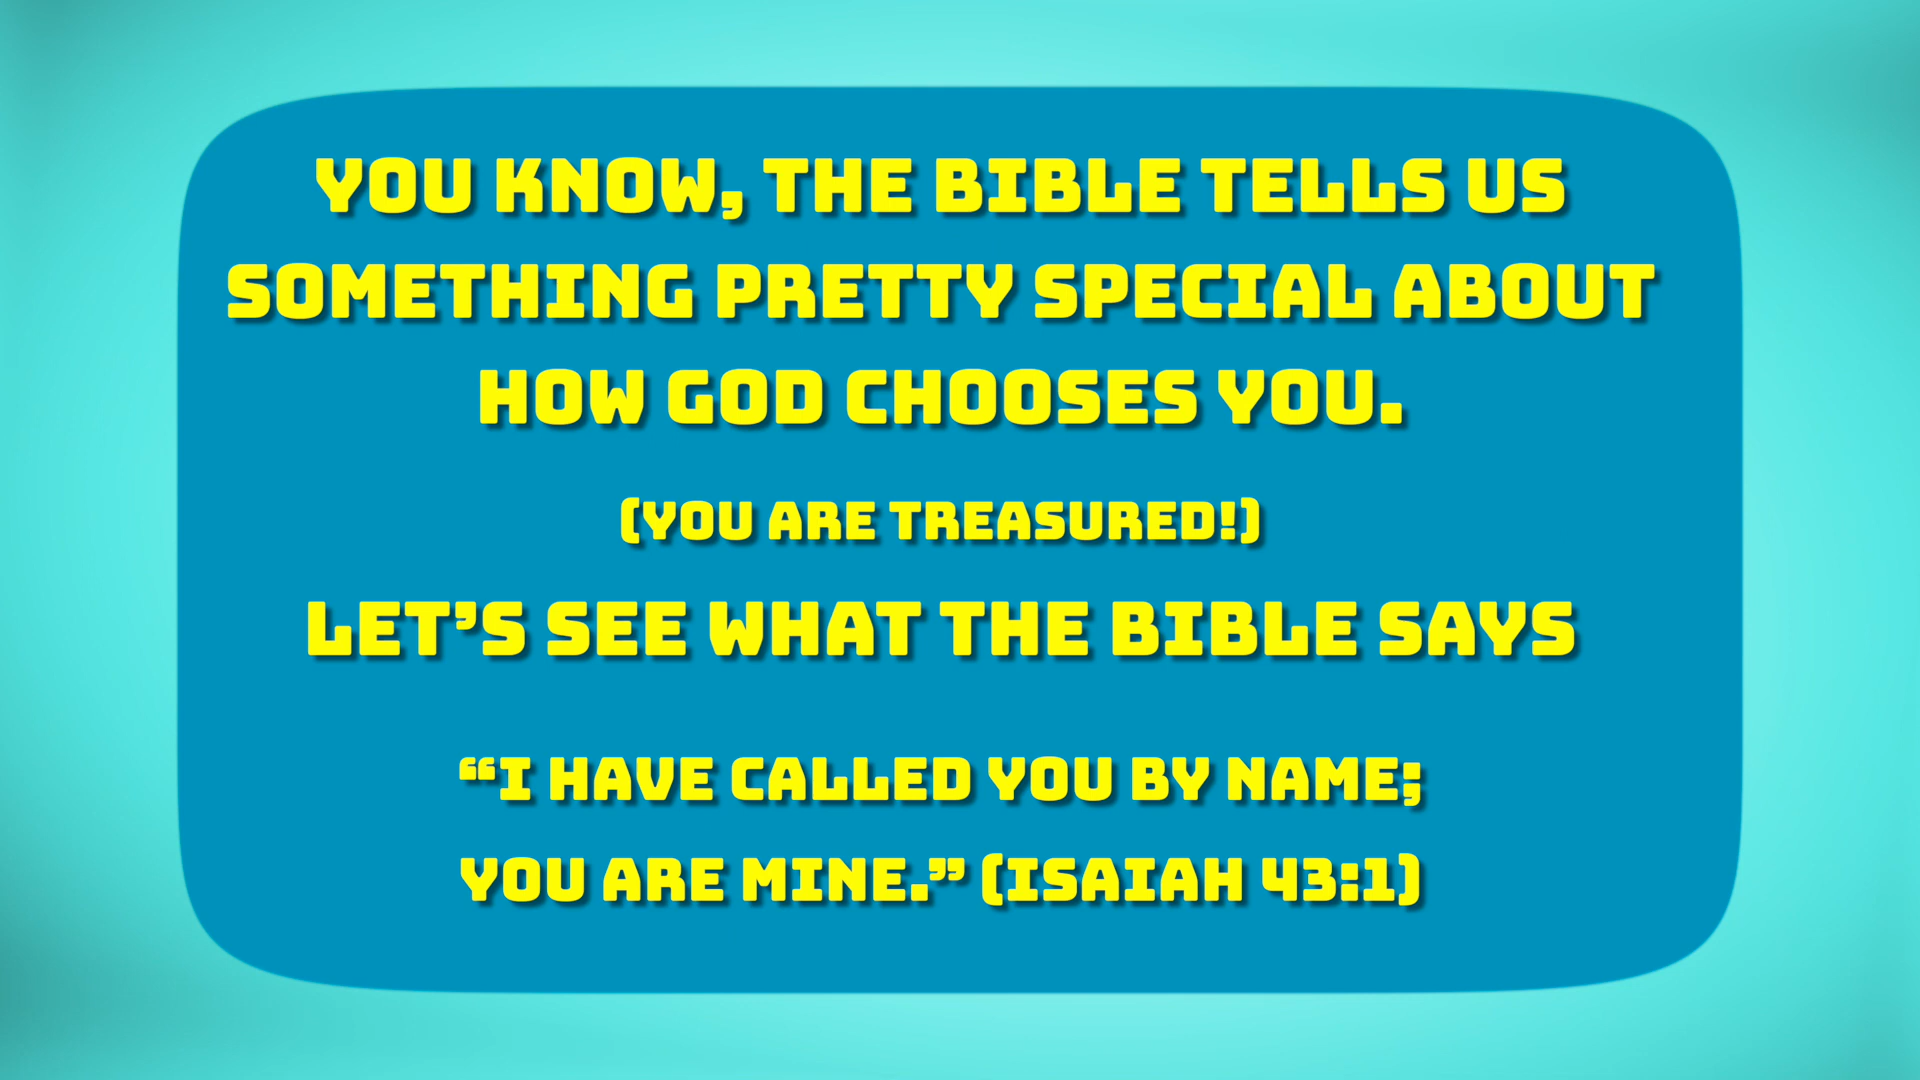 YOU KNOW, THE BIBLE TELLS US
SOMETHING PRETTY SPECIAL ABOUT
HOW GOD CHOOSES YOU.
(YOU ARE TREASURED!)
LET’S SEE WHAT THE BIBLE SAYS
“I HAVE CALLED YOU BY NAME;
YOU ARE MINE.” (ISAIAH 43:1)